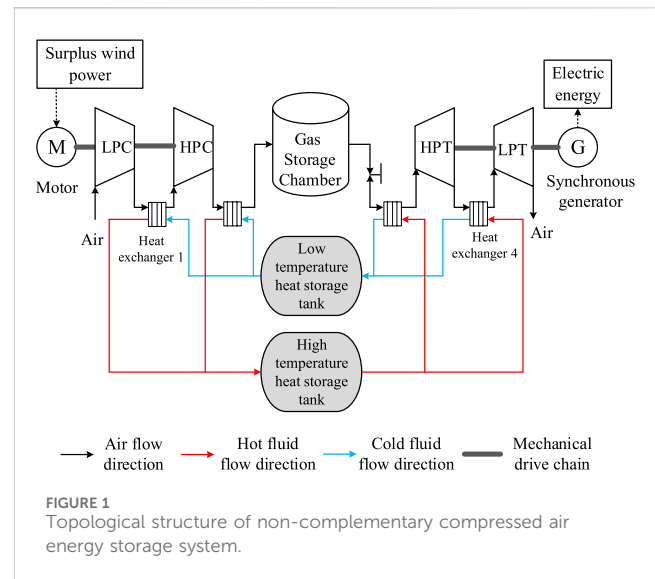 Surplus wind
power
Electric
energy
M
LPC
HPC
Gas
Storage
Chamber
HPT
LPT
G
Motor
Synchronous
generator
Air
Heat
exchanger 1
Heat
exchanger 4
Air
Low
temperature
heat storage
tank
High
temperature
heat storage
tank
Air flow
direction
Hot fluid
flow direction
Cold fluid
flow direction
Mechanical
drive chain
FIGURE 1
Topological structure of non-complementary compressed air
energy storage system.